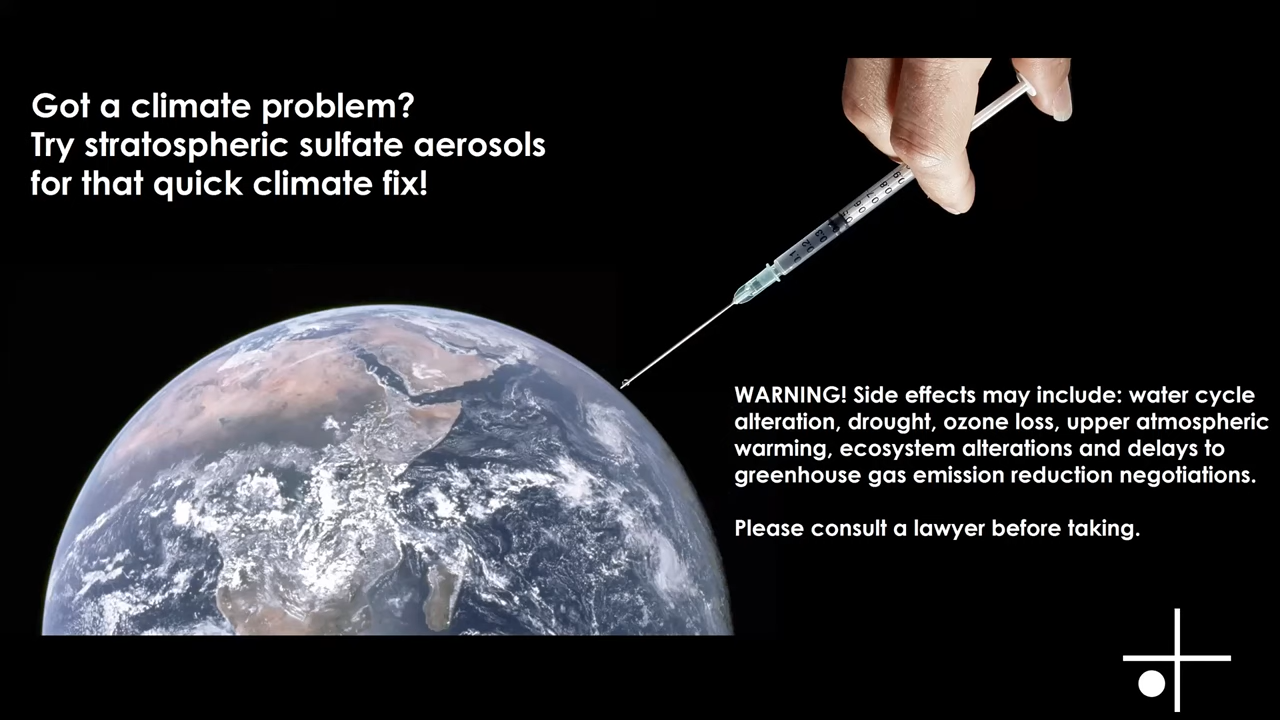 Got a climate problem?
Try stratospheric sulfate aerosols
for that quick climate fix!
WARNING! Side effects may include: water cycle
alteration, drought, ozone loss, upper atmospheric
warming, ecosystem alterations and delays to
greenhouse gas emission reduction negotiations.
Please consult a lawyer before taking.